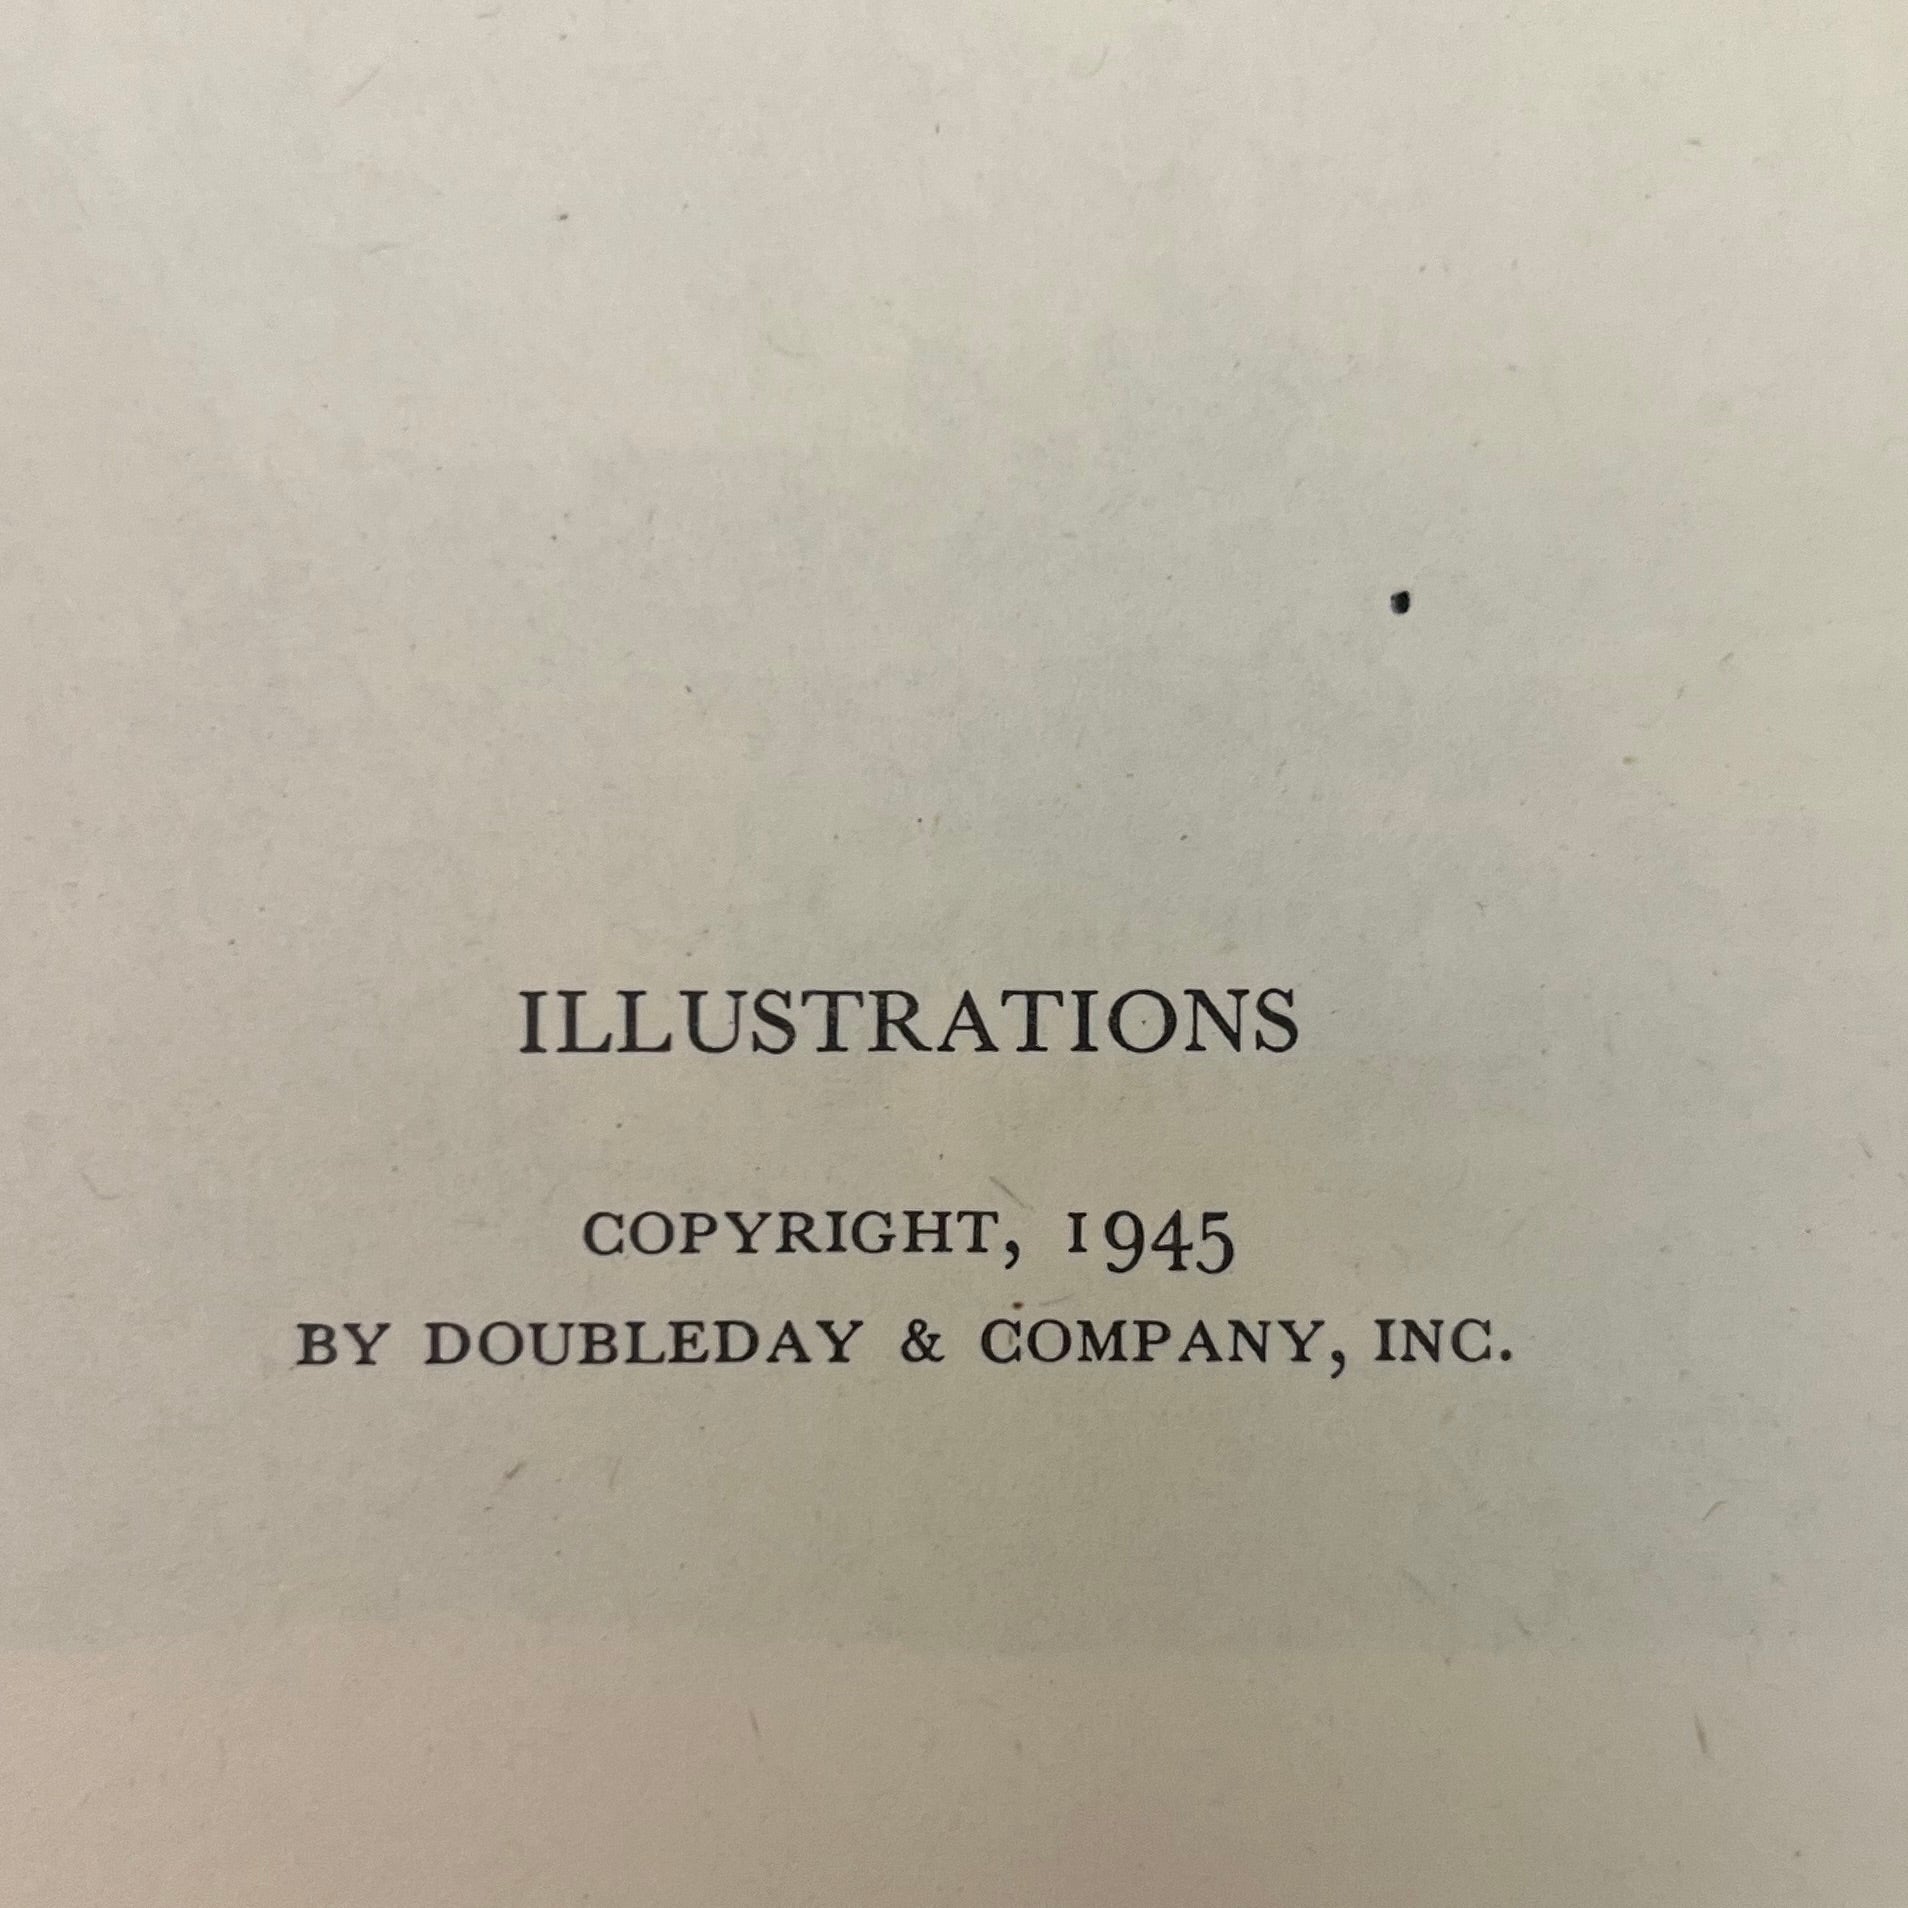 ILLUSTRATIONS
COPYRIGHT, 1945
BY DOUBLEDAY & COMPANY, INC.